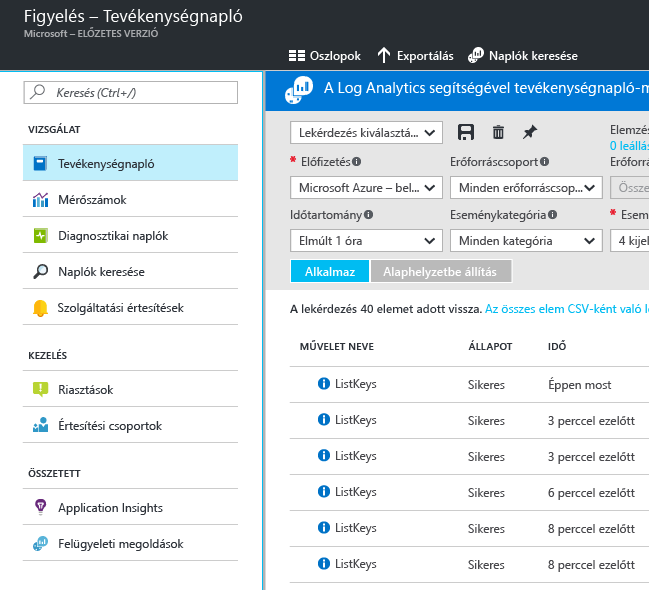 Figyelés – Tevékenységnapló
Microsoft – ELŐZETES VERZIÓ
Oszlopok Exportálás Naplók keresése
Keresés (Ctrl+/)
VIZSGÁLAT
Tevékenységnapló
Mérőszámok
Diagnosztikai naplók
Naplók keresése
Szolgáltatási értesítések
KEZELÉS
Riasztások
Értesítési csoportok
ÖSSZETETT
Application Insights
Felügyeleti megoldások
A Log Analytics segítségével tevékenységnapló-m
Lekérdezés kiválasztá... Elemzés
0 leállás
* Előfizetés Erőforráscsoport Erőforrá
Microsoft Azure – bel... Minden erőforráscsop... Össze
Időtartomány Eseménykategória * Esem
Elmúlt 1 óra Minden kategória 4 kijel
Alkalmaz Alaphelyzetbe állítás
A lekérdezés 40 elemet adott vissza. Az összes elem CSV-ként való l
MŰVELET NEVE ÁLLAPOT IDŐ
ListKeys Sikeres Éppen most
ListKeys Sikeres 3 perccel ezelőtt
ListKeys Sikeres 3 perccel ezelőtt
ListKeys Sikeres 6 perccel ezelőtt
ListKeys Sikeres 8 perccel ezelőtt
ListKeys Sikeres 8 perccel ezelőtt